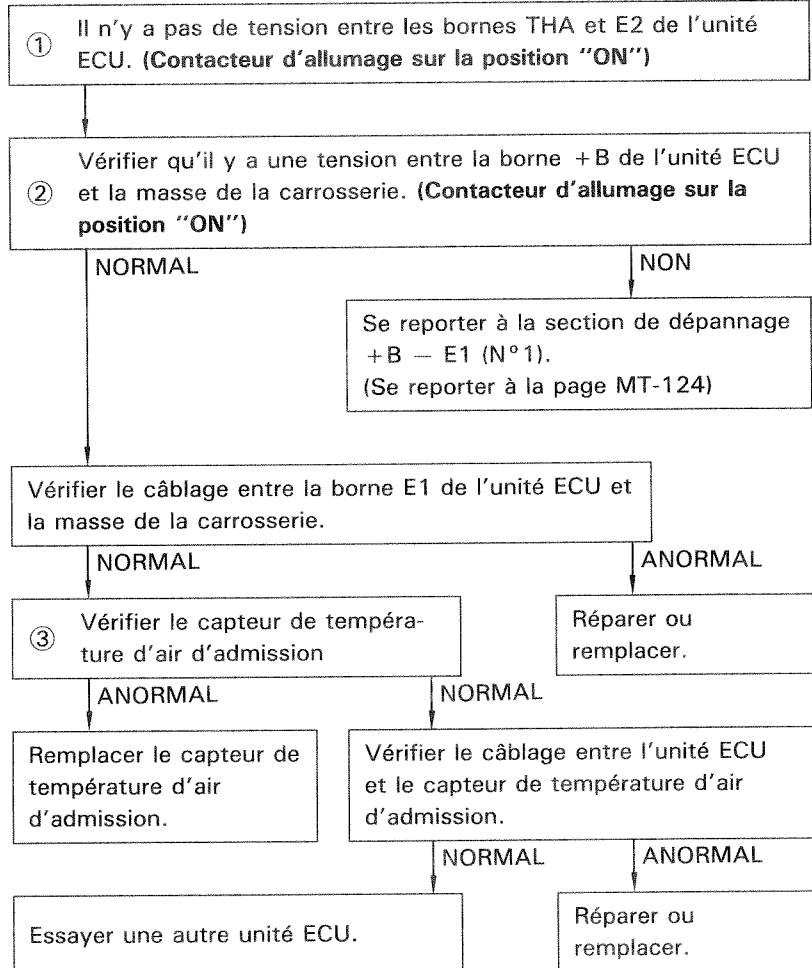 ① Il n'y a pas de tension entre les bornes THA et E2 de l'unité
ECU. (Contacteur d'allumage sur la position "ON")
② Vérifier qu'il y a une tension entre la borne +B de l'unité ECU
et la masse de la carrosserie. (Contacteur d'allumage sur la
position "ON")
NORMAL
NON
Se reporter à la section de dépannage
+B — E1 (N°1).
(Se reporter à la page MT-124)
Vérifier le câblage entre la borne E1 de l'unité ECU et
la masse de la carrosserie.
NORMAL
ANORMAL
③ Vérifier le capteur de tempéra-
ture d'air d'admission
Réparer ou
remplacer.
ANORMAL
NORMAL
Remplacer le capteur de
température d'air
d'admission.
Vérifier le câblage entre l'unité ECU
et le capteur de température d'air
d'admission.
NORMAL
ANORMAL
Essayer une autre unité ECU.
Réparer ou
remplacer.